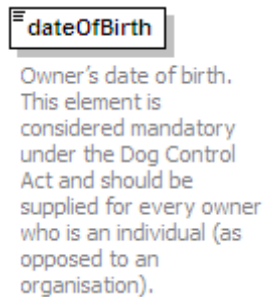 dateOfBirth
Owner's date of birth.
This element is
considered mandatory
under the Dog Control
Act and should be
supplied for every owner
who is an individual (as
opposed to an
organisation).